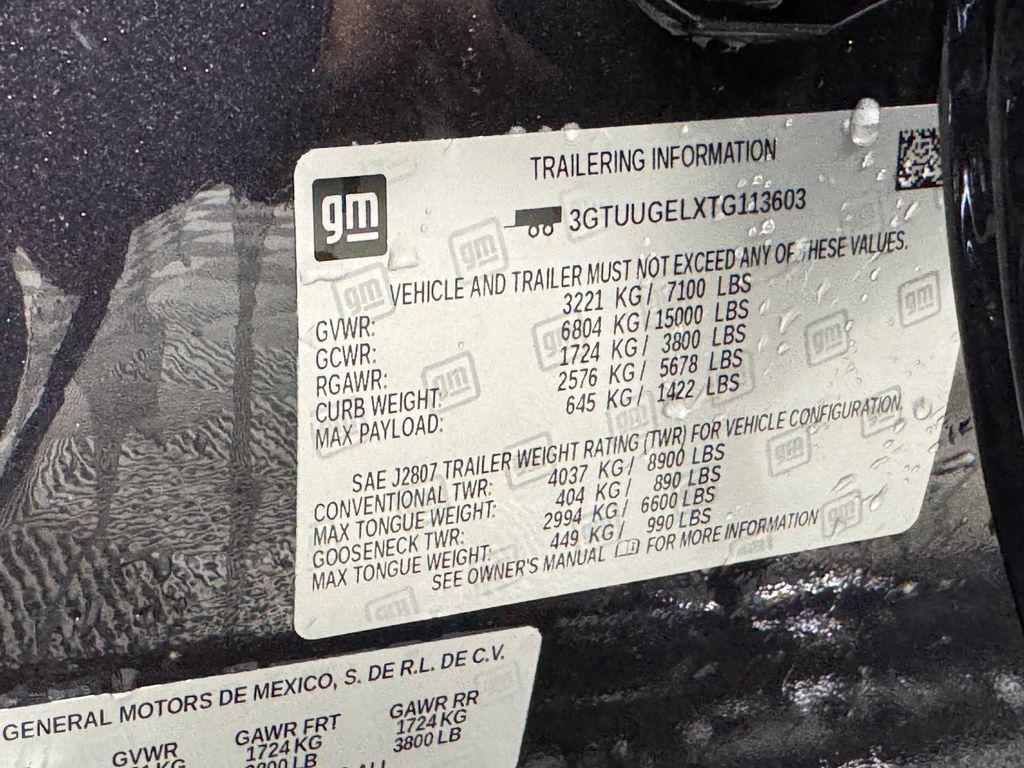 TRAILERING INFORMATION
gm
3GTUUGELXTG113603
VEHICLE AND TRAILER MUST NOT EXCEED ANY OF THESE VALUES.
GVWR: 3221 KG/ 7100 LBS
GCWR: 6804 KG/15000 LBS
RGAWR: 1724 KG/ 3800 LBS
CURB WEIGHT: 2576 KG/ 5678 LBS
MAX PAYLOAD: 645 KG/ 1422 LBS
SAE J2807 TRAILER WEIGHT RATING (TWR) FOR VEHICLE CONFIGURATION
CONVENTIONAL TWR: 4037 KG/ 8900 LBS
MAX TONGUE WEIGHT: 404 KG/ 890 LBS
GOOSENECK TWR: 2994 KG/ 6600 LBS
MAX TONGUE WEIGHT: 449 KG/ 990 LBS
SEE OWNER'S MANUAL FOR MORE INFORMATION
GENERAL MOTORS DE MEXICO, S. DE R.L. DE C.V.
GVWR GAWR FRT GAWR RR
KG 1724 KG 1724 KG
LB 3800 LB